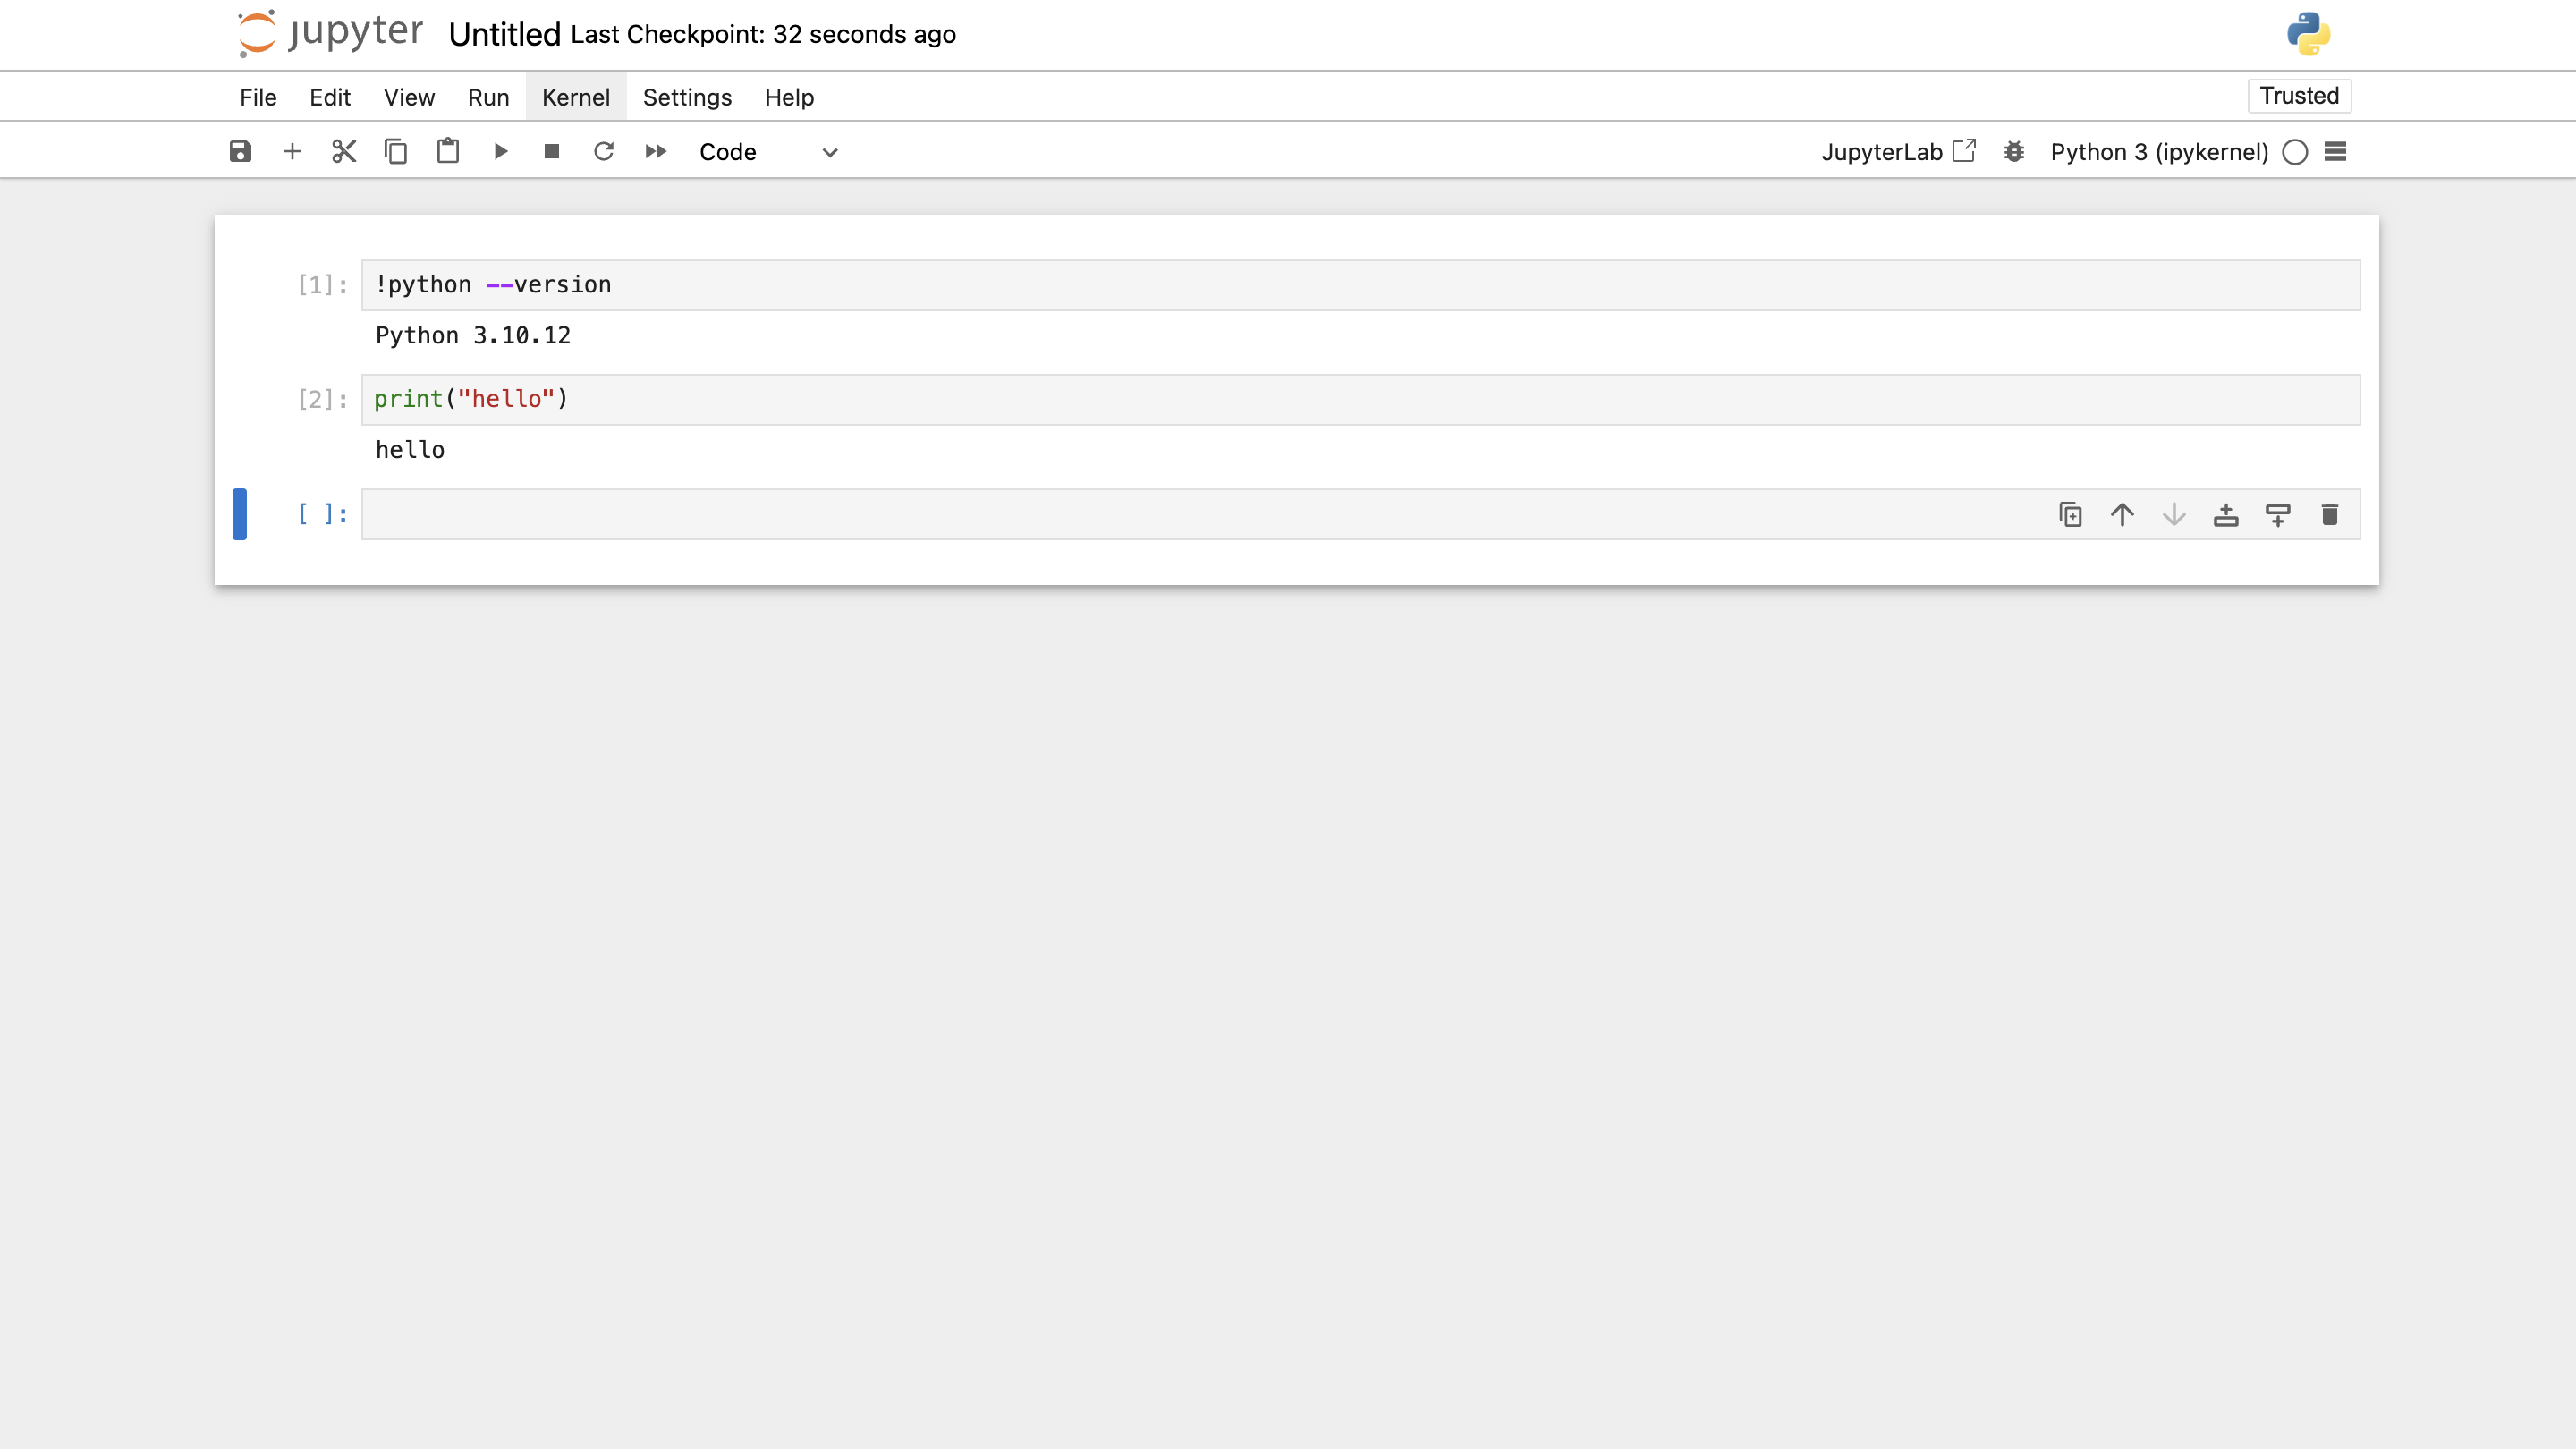 jupyter Untitled Last Checkpoint: 32 seconds ago
File Edit View Run Kernel Settings Help Trusted
Code JupyterLab Python 3 (ipykernel)
[1]: !python --version
Python 3.10.12
[2]: print("hello")
hello
[ ]: